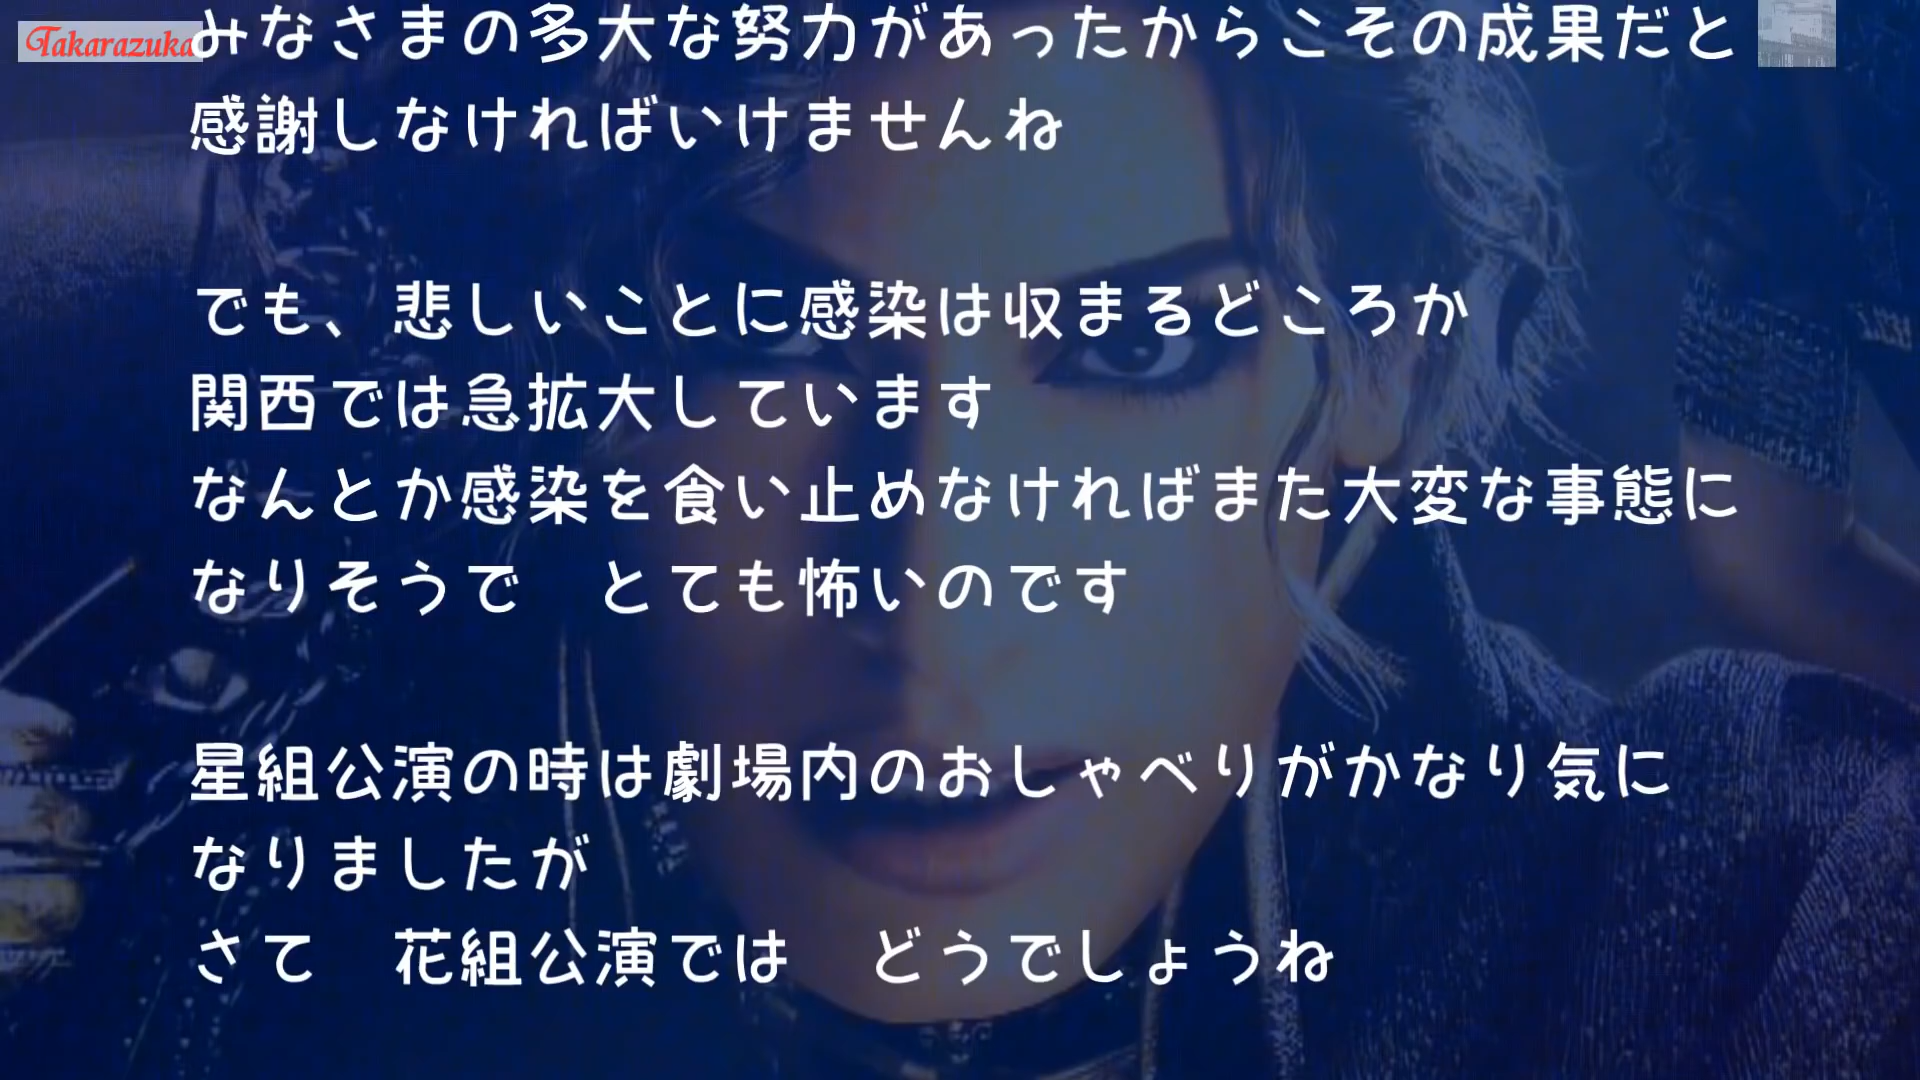 Takarazuka
みなさまの多大な努力があったからこその成果だと
感謝しなければいけませんね
でも、悲しいことに感染は収まるどころか
関西では急拡大しています
なんとか感染を食い止めなければまた大変な事態に
なりそうで　とても怖いのです
星組公演の時は劇場内のおしゃべりがかなり気に
なりましたが
さて　花組公演では　どうでしょうね